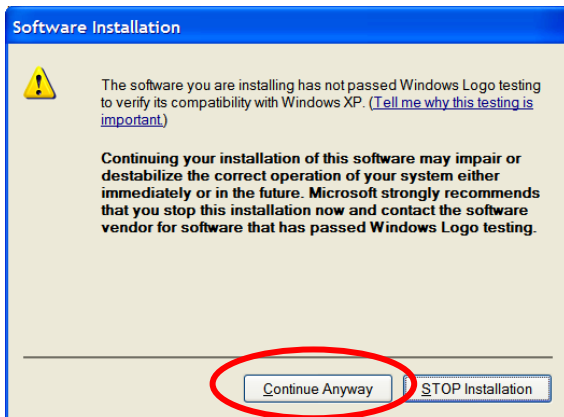 Software Installation
The software you are installing has not passed Windows Logo testing
to verify its compatibility with Windows XP. (Tell me why this testing is
important.)
Continuing your installation of this software may impair or
destabilize the correct operation of your system either
immediately or in the future. Microsoft strongly recommends
that you stop this installation now and contact the software
vendor for software that has passed Windows Logo testing.
Continue Anyway
STOP Installation